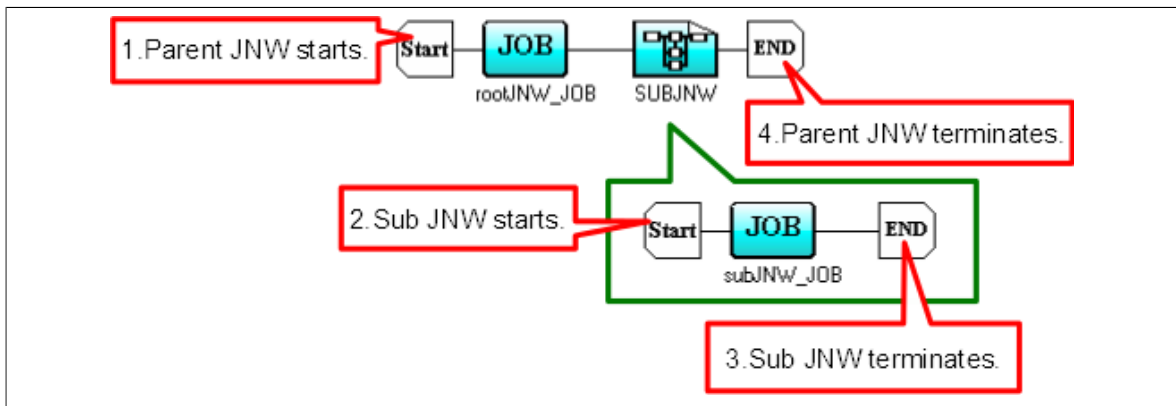 1.Parent JNW starts.
Start
JOB
END
rootJNW_JOB
SUBJNW
4.Parent JNW terminates.
2.Sub JNW starts.
Start
JOB
END
subJNW_JOB
3.Sub JNW terminates.